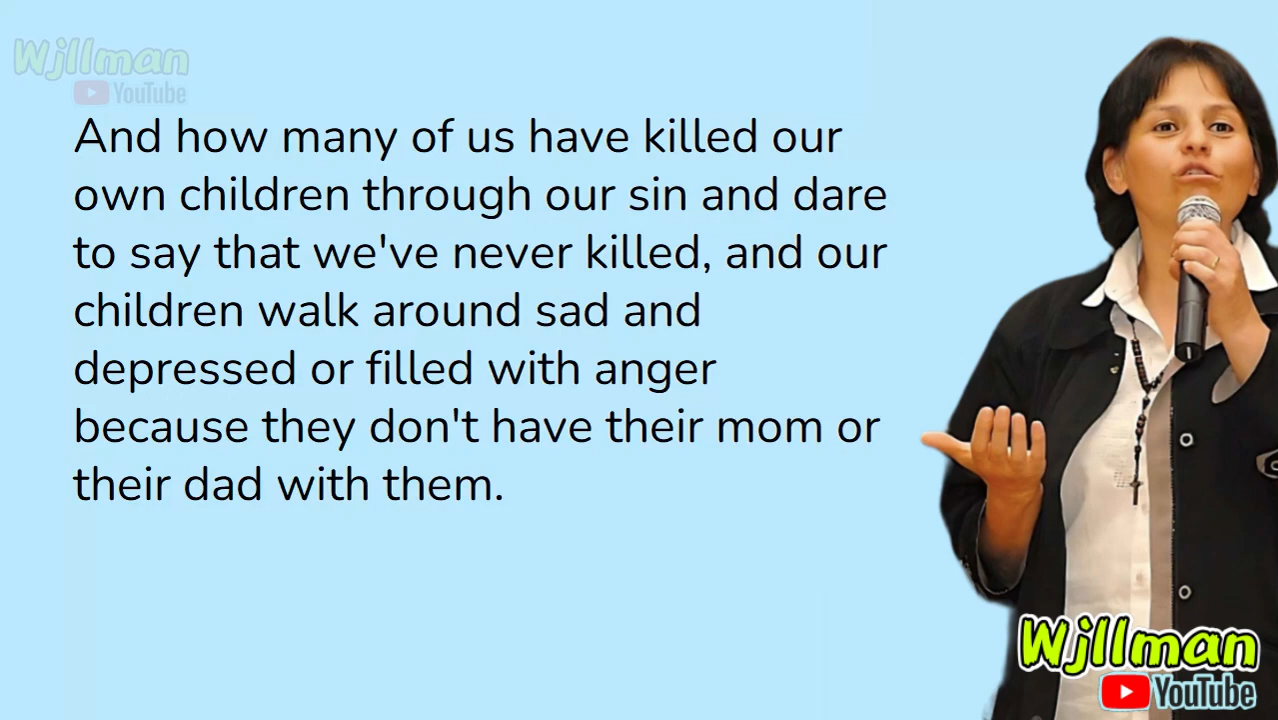 Wjllman
YouTube
And how many of us have killed our
own children through our sin and dare
to say that we've never killed, and our
children walk around sad and
depressed or filled with anger
because they don't have their mom or
their dad with them.
Wjllman
YouTube